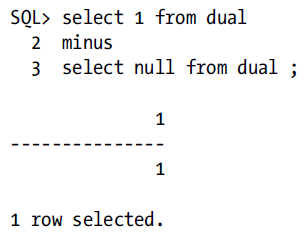 SQL> select 1 from dual
2 minus
3 select null from dual ;
1
---------------
1
1 row selected.